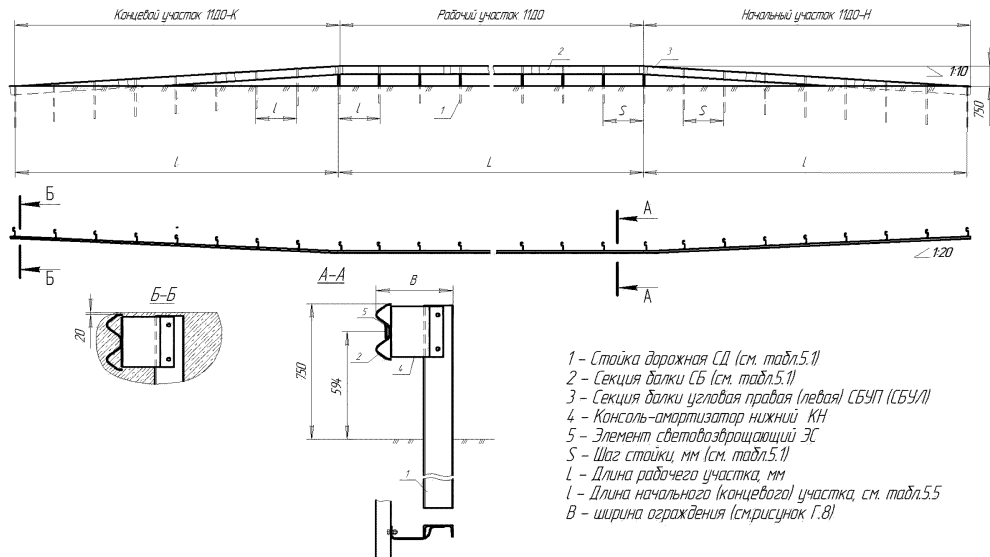 Концевой участок 11ДО-К
Рабочий участок 11ДО
Начальный участок 11ДО-Н
2
3
1:10
750
l
l
1
S
S
l
L
l
Б
Б
А
А
1:20
Б-Б
20
А-А
В
5
2
4
750
594
1
1 - Стойка дорожная СД (см. табл.5.1)
2 - Секция балки СБ (см. табл.5.1)
3 - Секция балки угловая правая (левая) СБУП (СБУЛ)
4 - Консоль-амортизатор нижний КН
5 - Элемент световозврощающий ЭС
S - Шаг стойки, мм (см. табл.5.1)
L - Длина рабочего участка, мм
l - Длина начального (концевого) участка, см. табл.5.5
В - ширина ограждения (см.рисунок Г.8)